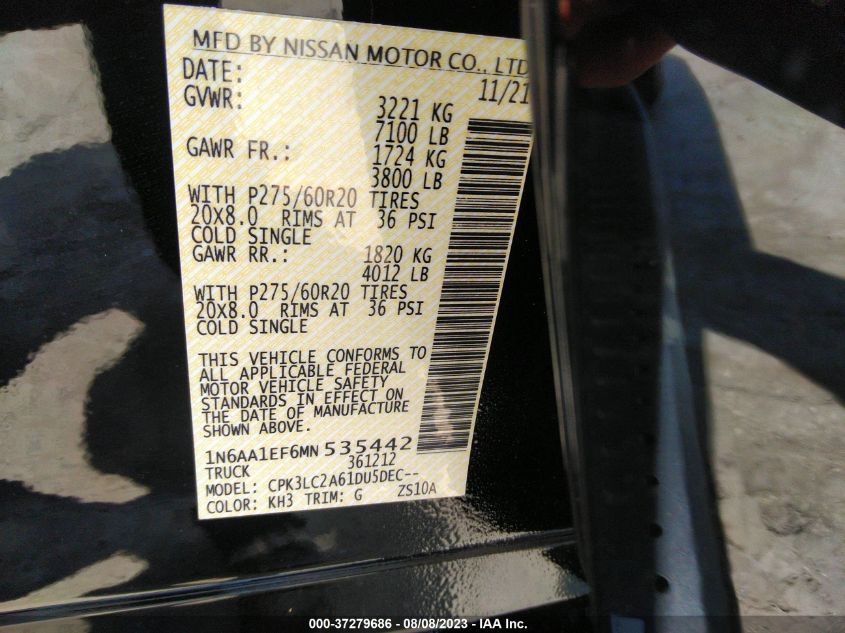 MFD BY NISSAN MOTOR CO., LTD
DATE: 11/21
GVWR: 3221 KG
7100 LB
GAWR FR.: 1724 KG
3800 LB
WITH P275/60R20 TIRES
20X8.0 RIMS AT 36 PSI
COLD SINGLE
GAWR RR.: 1820 KG
4012 LB
WITH P275/60R20 TIRES
20X8.0 RIMS AT 36 PSI
COLD SINGLE
THIS VEHICLE CONFORMS TO
ALL APPLICABLE FEDERAL
MOTOR VEHICLE SAFETY
STANDARDS IN EFFECT ON
THE DATE OF MANUFACTURE
SHOWN ABOVE.
1N6AA1EF6MN 535442
TRUCK 361212
MODEL: CPK3LC2A61DU5DEC--
COLOR: KH3 TRIM: G ZS10A
000-37279686 - 08/08/2023 - IAA Inc.